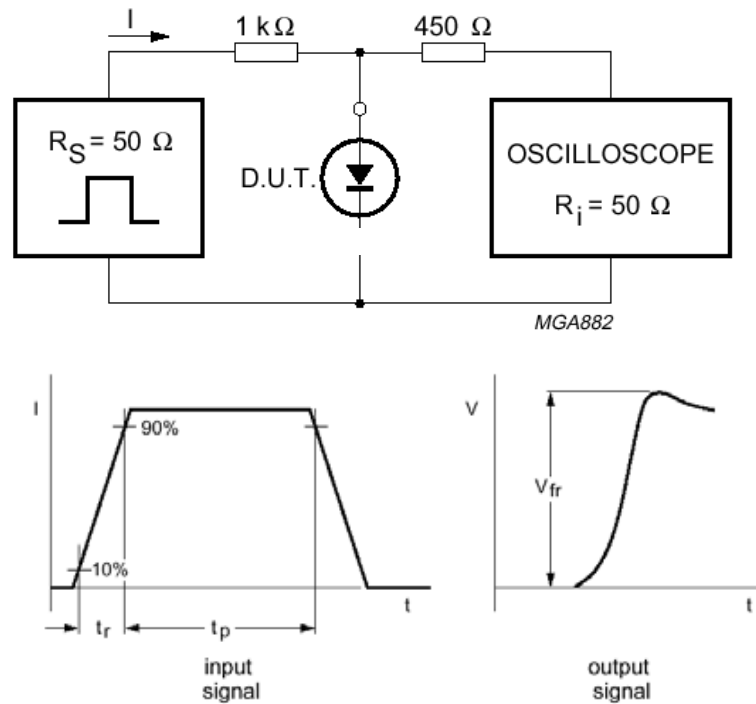 I
1 kΩ
450 Ω
R_S = 50 Ω
D.U.T.
OSCILLOSCOPE
R_i = 50 Ω
MGA882
I
90%
10%
t_r
t_p
t
input
signal
V
V_fr
t
output
signal